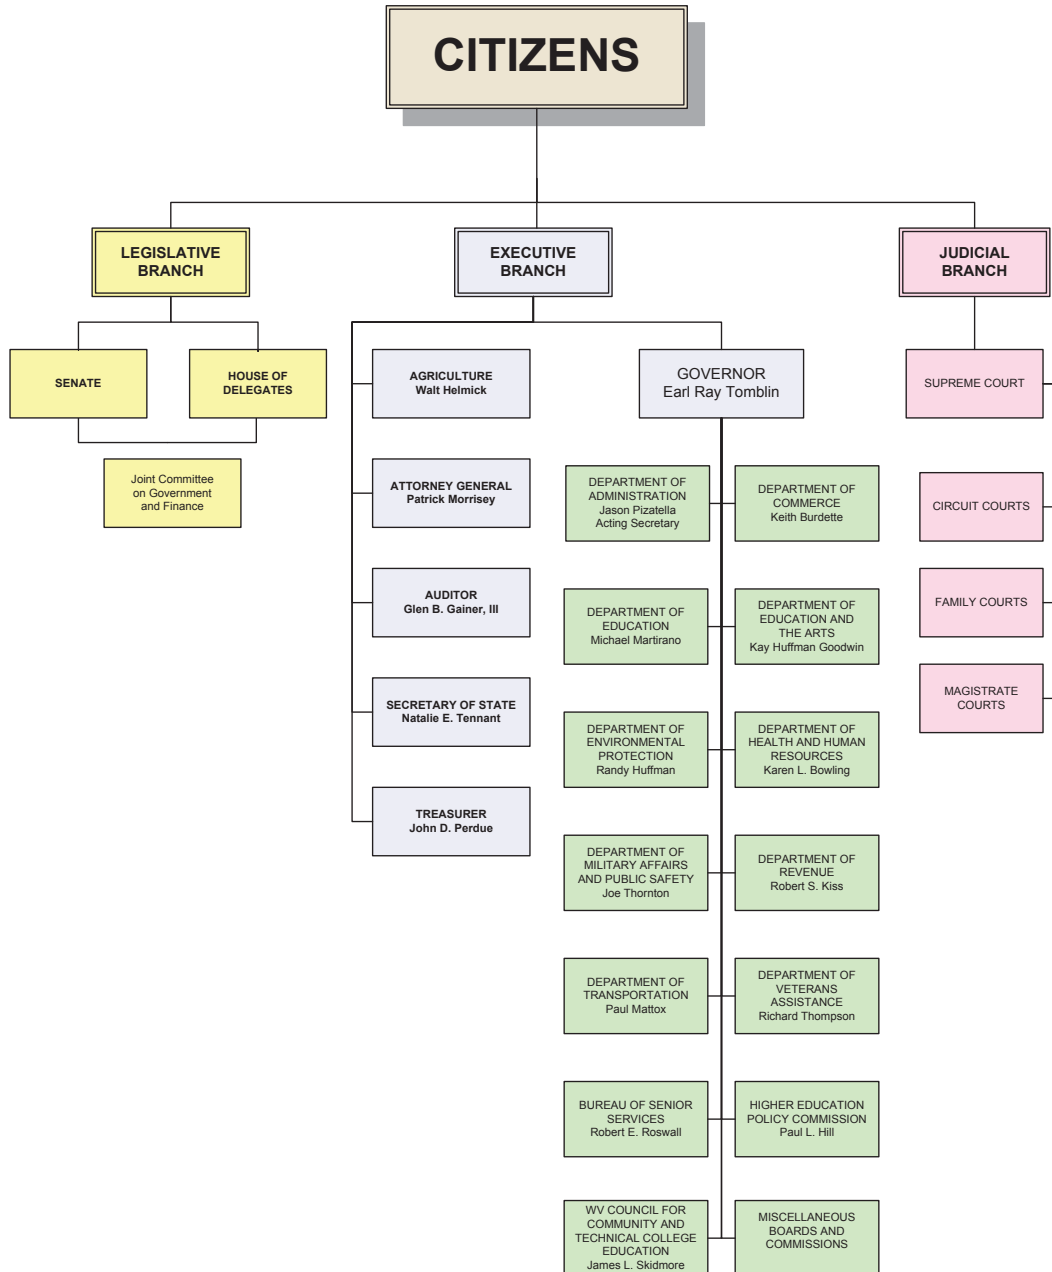 CITIZENS
LEGISLATIVE
BRANCH
EXECUTIVE
BRANCH
JUDICIAL
BRANCH
SENATE
HOUSE OF
DELEGATES
Joint Committee
on Government
and Finance
AGRICULTURE
Walt Helmick
ATTORNEY GENERAL
Patrick Morrisey
AUDITOR
Glen B. Gainer, III
SECRETARY OF STATE
Natalie E. Tennant
TREASURER
John D. Perdue
GOVERNOR
Earl Ray Tomblin
DEPARTMENT OF
ADMINISTRATION
Jason Pizatella
Acting Secretary
DEPARTMENT OF
COMMERCE
Keith Burdette
DEPARTMENT OF
EDUCATION
Michael Martirano
DEPARTMENT OF
EDUCATION AND
THE ARTS
Kay Huffman Goodwin
DEPARTMENT OF
ENVIRONMENTAL
PROTECTION
Randy Huffman
DEPARTMENT OF
HEALTH AND HUMAN
RESOURCES
Karen L. Bowling
DEPARTMENT OF
MILITARY AFFAIRS
AND PUBLIC SAFETY
Joe Thornton
DEPARTMENT OF
REVENUE
Robert S. Kiss
DEPARTMENT OF
TRANSPORTATION
Paul Mattox
DEPARTMENT OF
VETERANS
ASSISTANCE
Richard Thompson
BUREAU OF SENIOR
SERVICES
Robert E. Roswall
HIGHER EDUCATION
POLICY COMMISSION
Paul L. Hill
WV COUNCIL FOR
COMMUNITY AND
TECHNICAL COLLEGE
EDUCATION
James L. Skidmore
MISCELLANEOUS
BOARDS AND
COMMISSIONS
SUPREME COURT
CIRCUIT COURTS
FAMILY COURTS
MAGISTRATE
COURTS